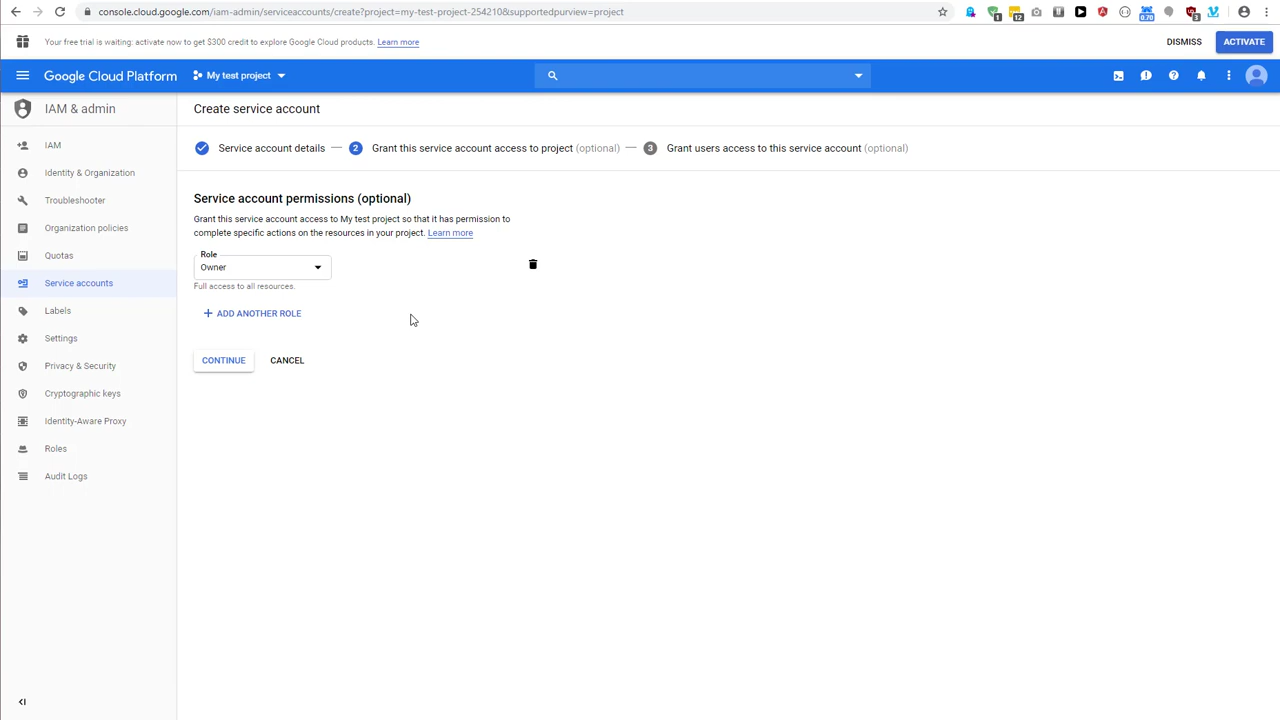 console.cloud.google.com/iam-admin/serviceaccounts/create?project=my-test-project-254210&supportedpurview=project
1
12
0.70
3
Your free trial is waiting: activate now to get $300 credit to explore Google Cloud products. Learn more
DISMISS
ACTIVATE
Google Cloud Platform
My test project
IAM & admin
Create service account
IAM
Identity & Organization
Troubleshooter
Organization policies
Quotas
Service accounts
Labels
Settings
Privacy & Security
Cryptographic keys
Identity-Aware Proxy
Roles
Audit Logs
Service account details
2 Grant this service account access to project (optional)
3 Grant users access to this service account (optional)
Service account permissions (optional)
Grant this service account access to My test project so that it has permission to
complete specific actions on the resources in your project. Learn more
Role
Owner
Full access to all resources.
+ ADD ANOTHER ROLE
CONTINUE
CANCEL